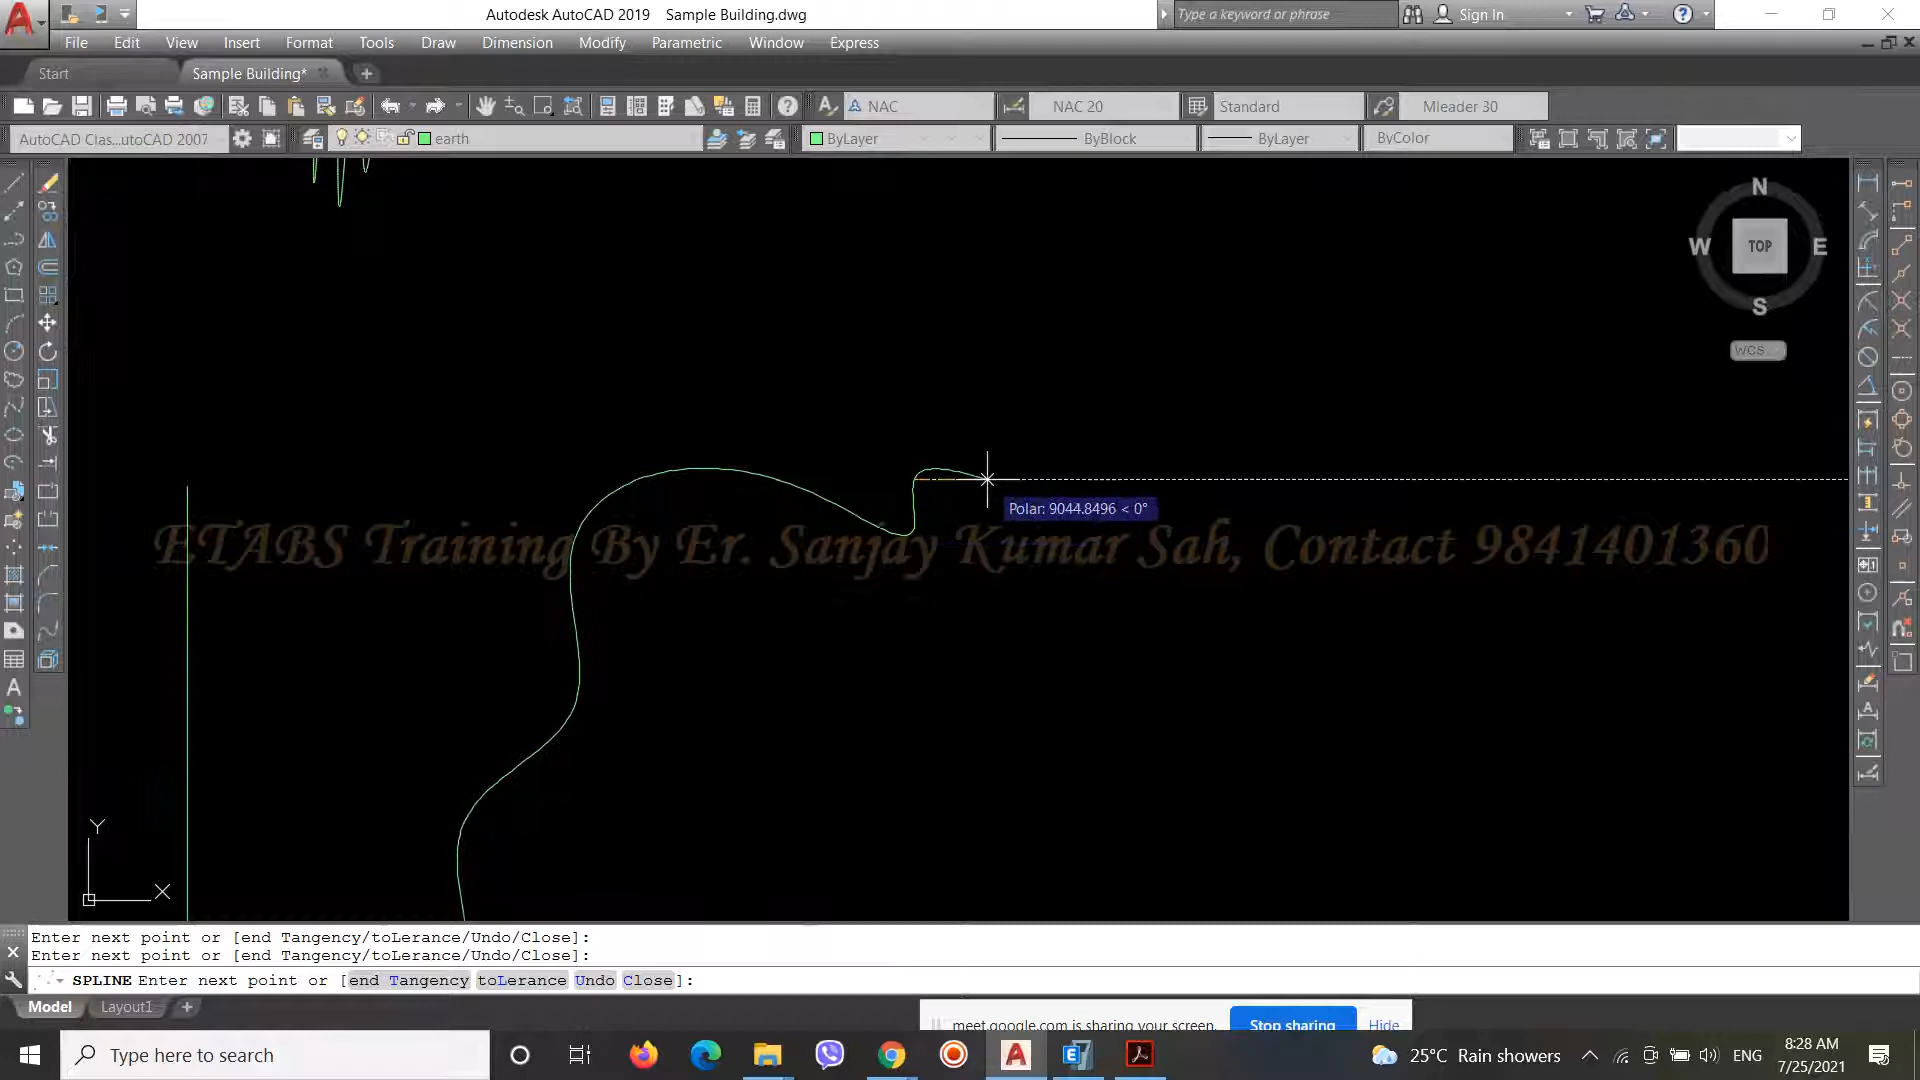 Autodesk AutoCAD 2019 Sample Building.dwg
Type a keyword or phrase
Sign In
File Edit View Insert Format Tools Draw Dimension Modify Parametric Window Express
Start
Sample Building*
NAC
NAC 20
Standard
Mleader 30
AutoCAD Clas...utoCAD 2007
earth
ByLayer
ByBlock
ByLayer
ByColor
N
W
TOP
E
S
WCS
Polar: 9044.8496 < 0°
ETABS Training By Er. Sanjay Kumar Sah, Contact 9841401360
Y
X
Enter next point or [end Tangency/toLerance/Undo/Close]:
Enter next point or [end Tangency/toLerance/Undo/Close]:
SPLINE Enter next point or [end Tangency toLerance Undo Close]:
Model Layout1
meet.google.com is sharing your screen.
Stop sharing
Hide
Type here to search
25°C Rain showers
ENG
8:28 AM
7/25/2021